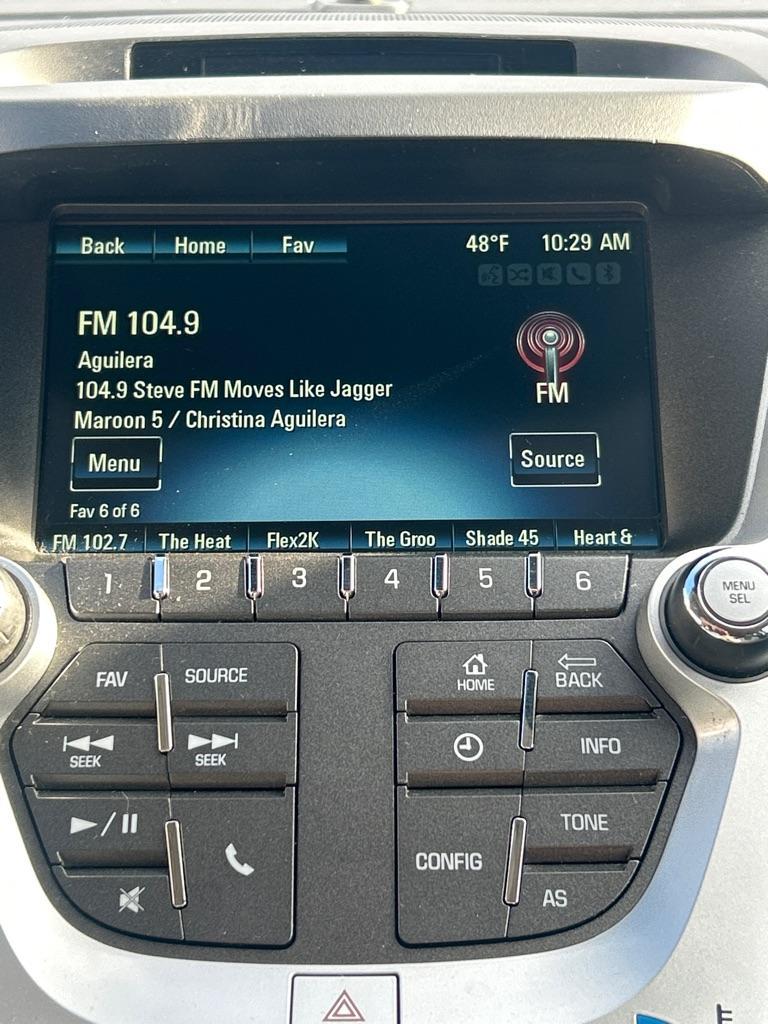 Back Home Fav 48°F 10:29 AM
FM 104.9
Aguilera
104.9 Steve FM Moves Like Jagger
Maroon 5 / Christina Aguilera
FM
Menu Source
Fav 6 of 6
FM 102.7 The Heat Flex2K The Groo Shade 45 Heart &
1 2 3 4 5 6
MENU
SEL
FAV SOURCE HOME BACK
SEEK SEEK INFO
TONE
CONFIG
AS